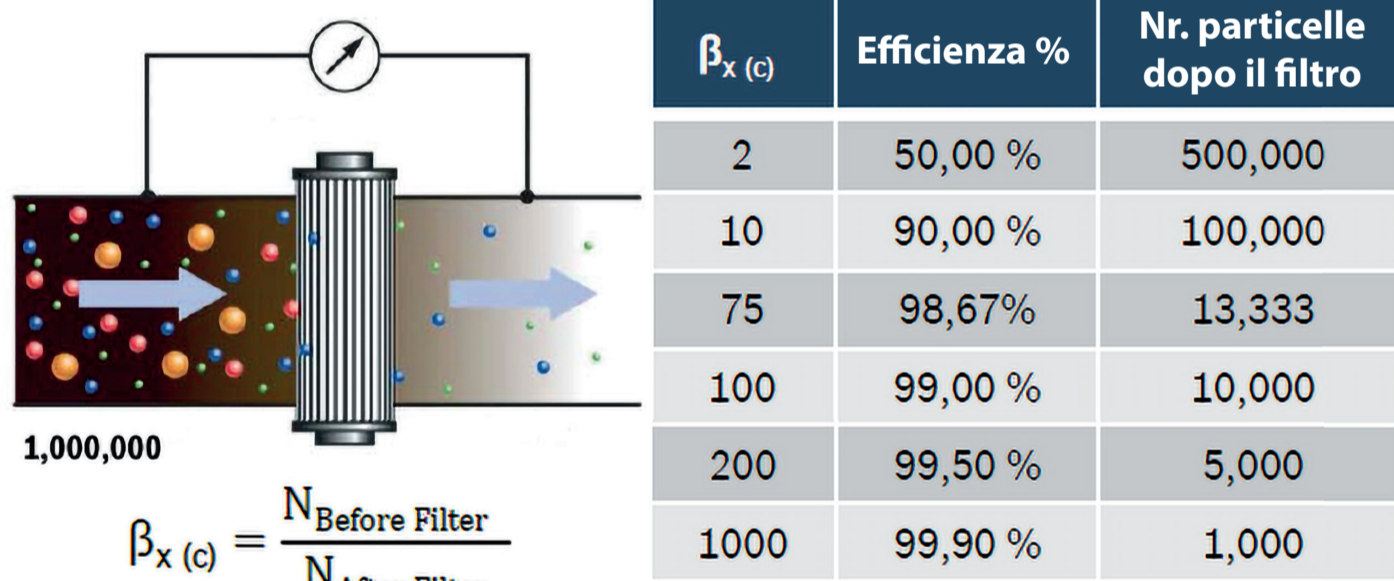 1,000,000
βx (c) = NBefore Filter
NAfter Filter
βx (c) Efficienza % Nr. particelle
dopo il filtro
2 50,00 % 500,000
10 90,00 % 100,000
75 98,67% 13,333
100 99,00 % 10,000
200 99,50 % 5,000
1000 99,90 % 1,000